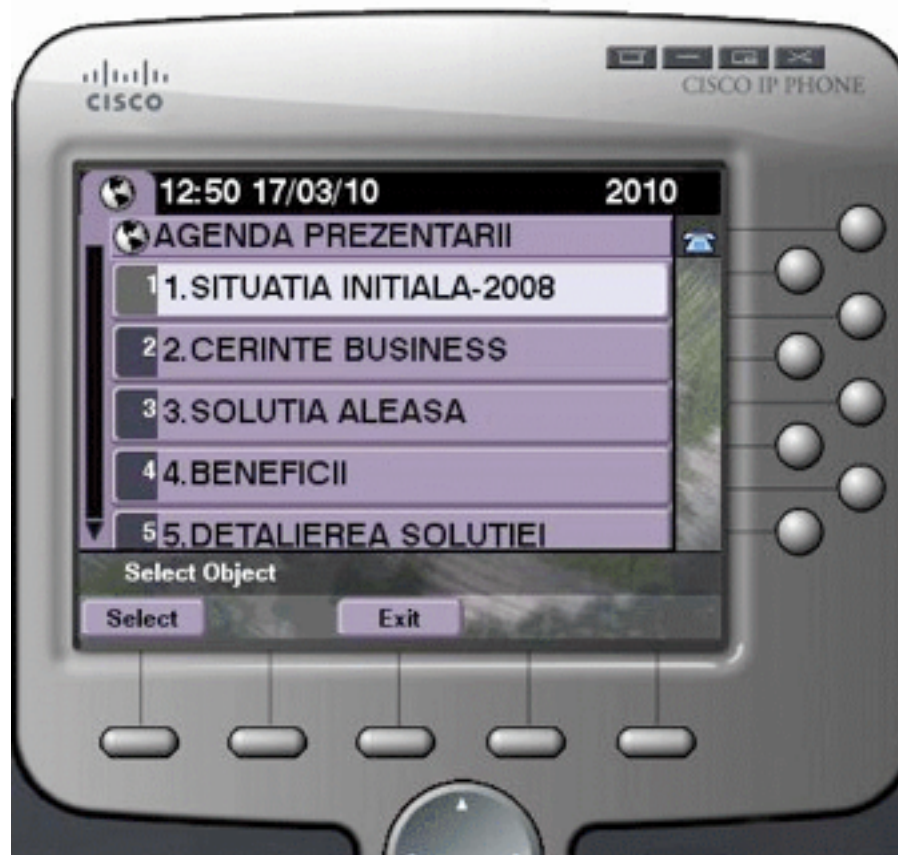 CISCO
CISCO IP PHONE
12:50 17/03/10 2010
AGENDA PREZENTARII
1 1.SITUATIA INITIALA-2008
2 2.CERINTE BUSINESS
3 3.SOLUTIA ALEASA
4 4.BENEFICII
5 5.DETALIEREA SOLUTIEI
Select Object
Select Exit